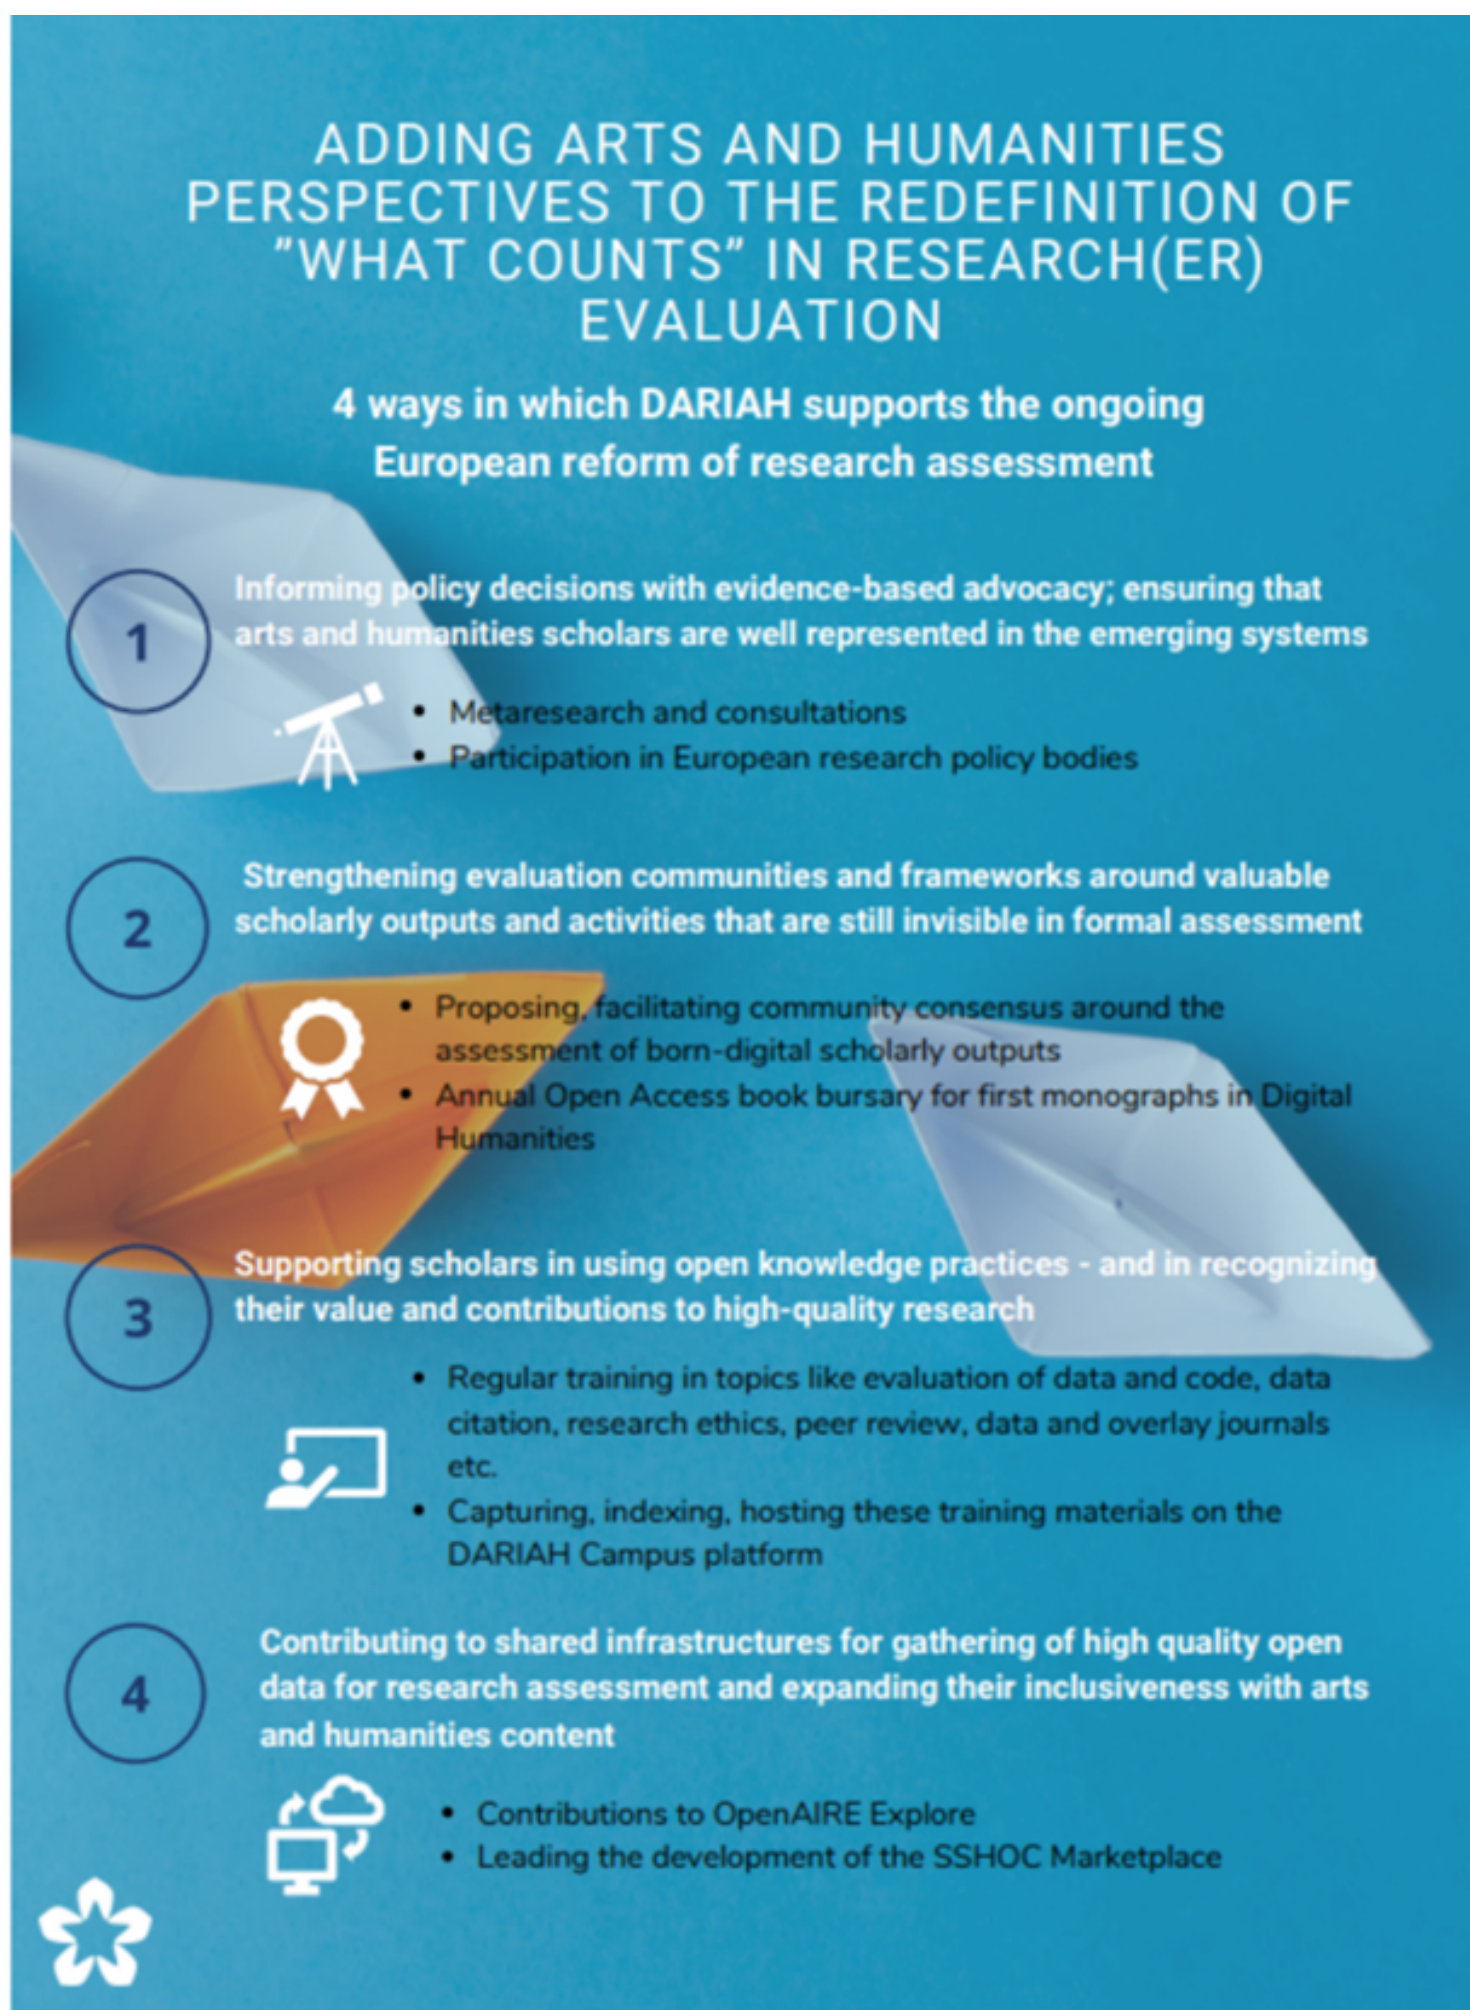 ADDING ARTS AND HUMANITIES
PERSPECTIVES TO THE REDEFINITION OF
"WHAT COUNTS" IN RESEARCH(ER)
EVALUATION
4 ways in which DARIAH supports the ongoing
European reform of research assessment
1
Informing policy decisions with evidence-based advocacy; ensuring that
arts and humanities scholars are well represented in the emerging systems
• Metaresearch and consultations
• Participation in European research policy bodies
2
Strengthening evaluation communities and frameworks around valuable
scholarly outputs and activities that are still invisible in formal assessment
• Proposing, facilitating community consensus around the
assessment of born-digital scholarly outputs
• Annual Open Access book bursary for first monographs in Digital
Humanities
3
Supporting scholars in using open knowledge practices - and in recognizing
their value and contributions to high-quality research
• Regular training in topics like evaluation of data and code, data
citation, research ethics, peer review, data and overlay journals
etc.
• Capturing, indexing, hosting these training materials on the
DARIAH Campus platform
4
Contributing to shared infrastructures for gathering of high quality open
data for research assessment and expanding their inclusiveness with arts
and humanities content
• Contributions to OpenAIRE Explore
• Leading the development of the SSHOC Marketplace